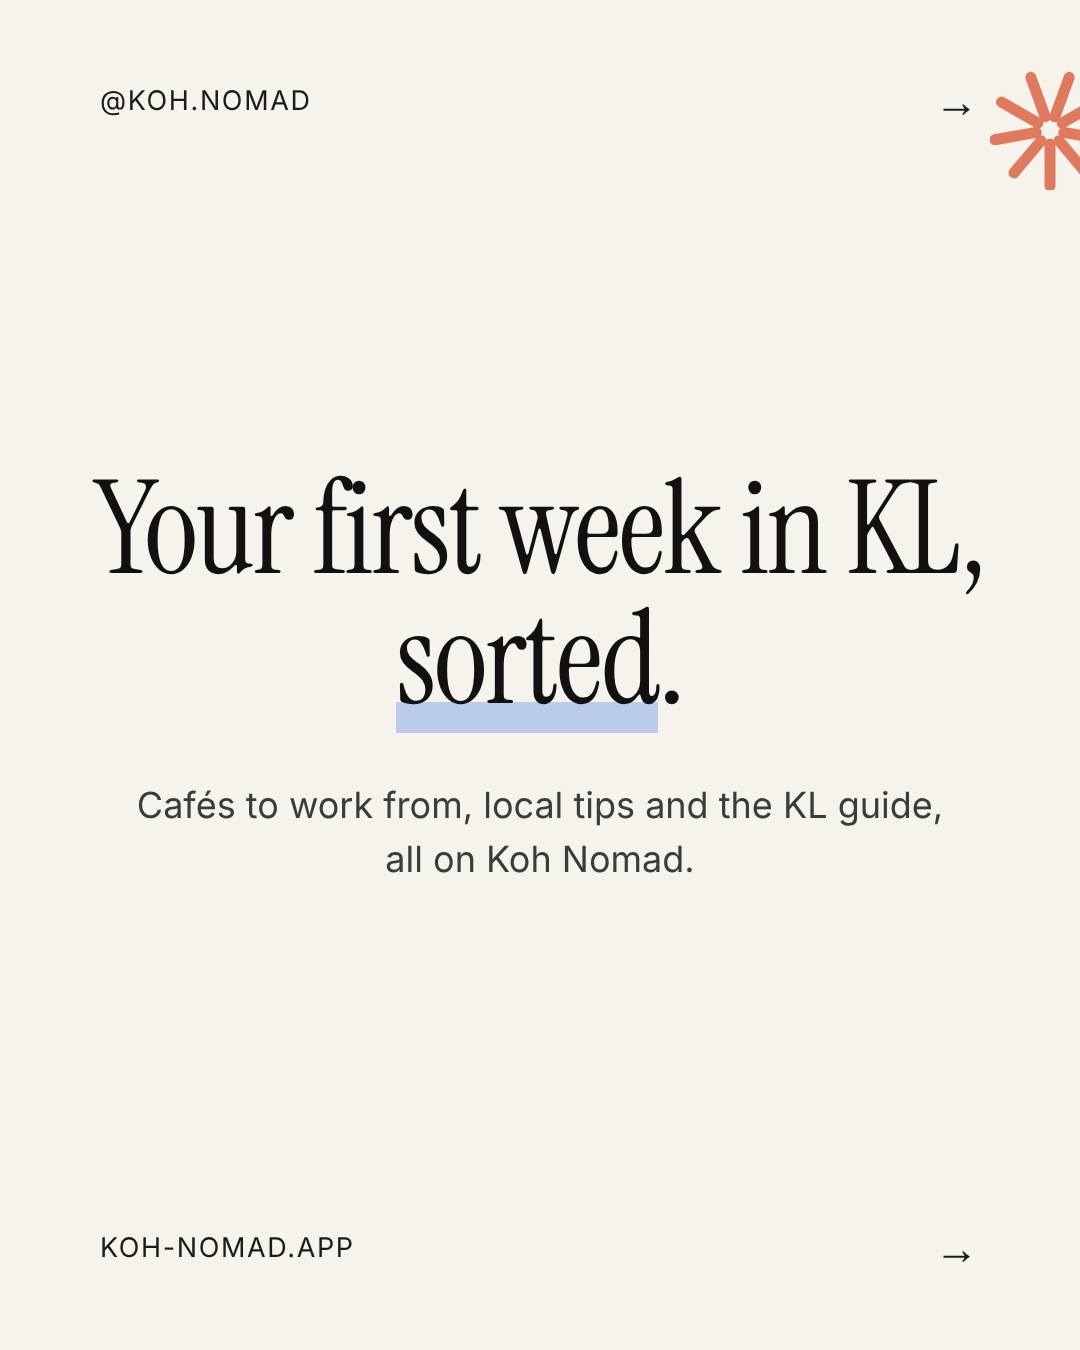 @KOH.NOMAD →
Your first week in KL,
sorted.
Cafés to work from, local tips and the KL guide,
all on Koh Nomad.
KOH-NOMAD.APP →